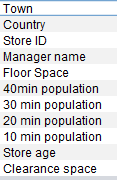 Town
Country
Store ID
Manager name
Floor Space
40min population
30 min population
20 min population
10 min population
Store age
Clearance space